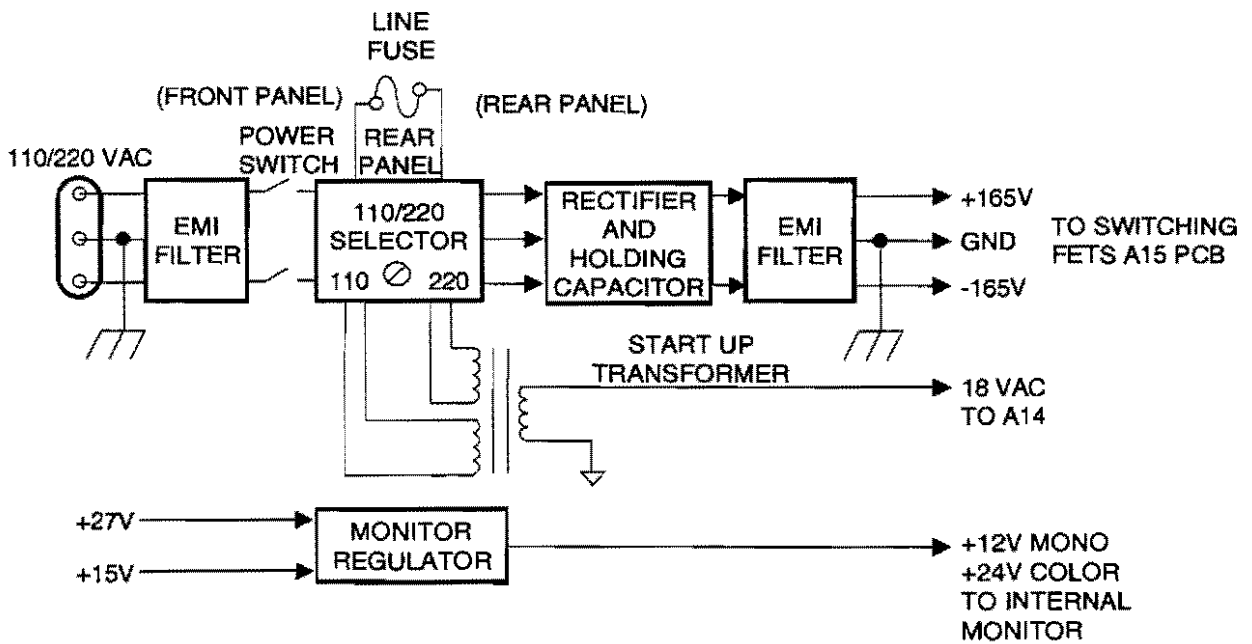 LINE
FUSE
(FRONT PANEL)
(REAR PANEL)
POWER
SWITCH
REAR
PANEL
110/220 VAC
EMI
FILTER
110/220
SELECTOR
110
220
RECTIFIER
AND
HOLDING
CAPACITOR
EMI
FILTER
+165V
GND
-165V
TO SWITCHING
FETS A15 PCB
START UP
TRANSFORMER
18 VAC
TO A14
+27V
+15V
MONITOR
REGULATOR
+12V MONO
+24V COLOR
TO INTERNAL
MONITOR